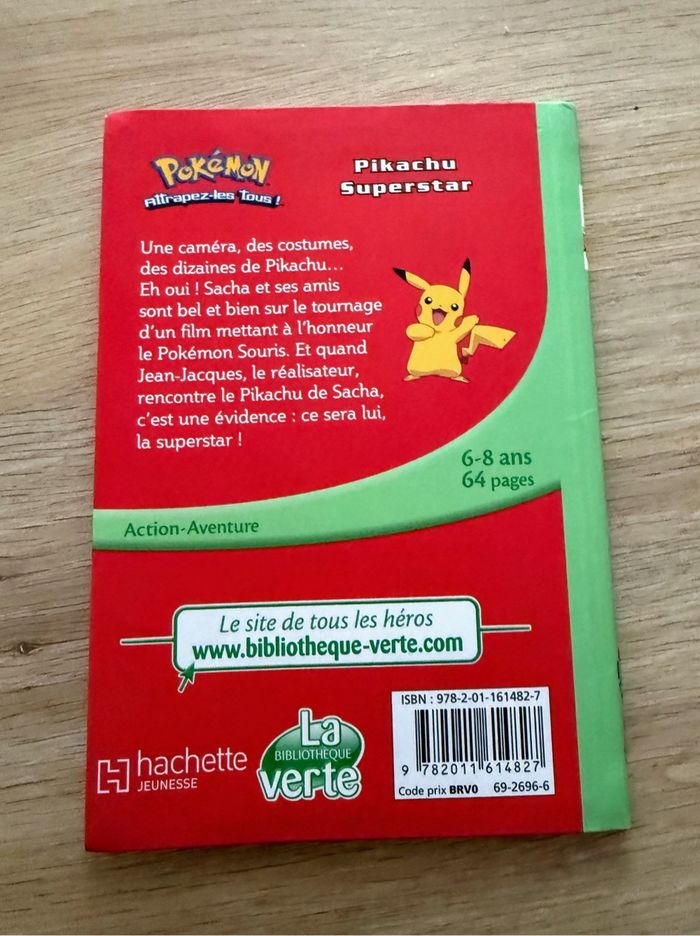 POKéMON
Attrapez-les Tous !
Pikachu
Superstar
Une caméra, des costumes,
des dizaines de Pikachu...
Eh oui ! Sacha et ses amis
sont bel et bien sur le tournage
d'un film mettant à l'honneur
le Pokémon Souris. Et quand
Jean-Jacques, le réalisateur,
rencontre le Pikachu de Sacha,
c'est une évidence : ce sera lui,
la superstar !
6-8 ans
64 pages
Action-Aventure
Le site de tous les héros
www.bibliotheque-verte.com
hachette
JEUNESSE
La
BIBLIOTHÈQUE
verte
ISBN : 978-2-01-161482-7
9 782011 614827
Code prix BRV0 69-2696-6